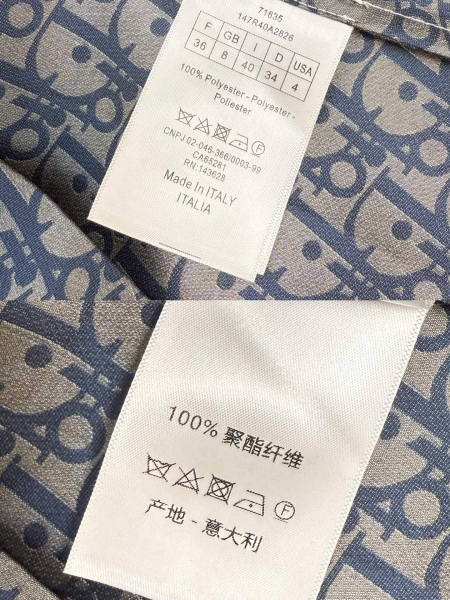 71635
147R40A2826
F GB I D USA
36 8 40 34 4
100% Polyester - Polyester -
Poliester
F
CNPJ 02-046-366/0003-99
CA65281
RN:143628
Made In ITALY
ITALIA
100% 聚酯纤维
F
产地 - 意大利